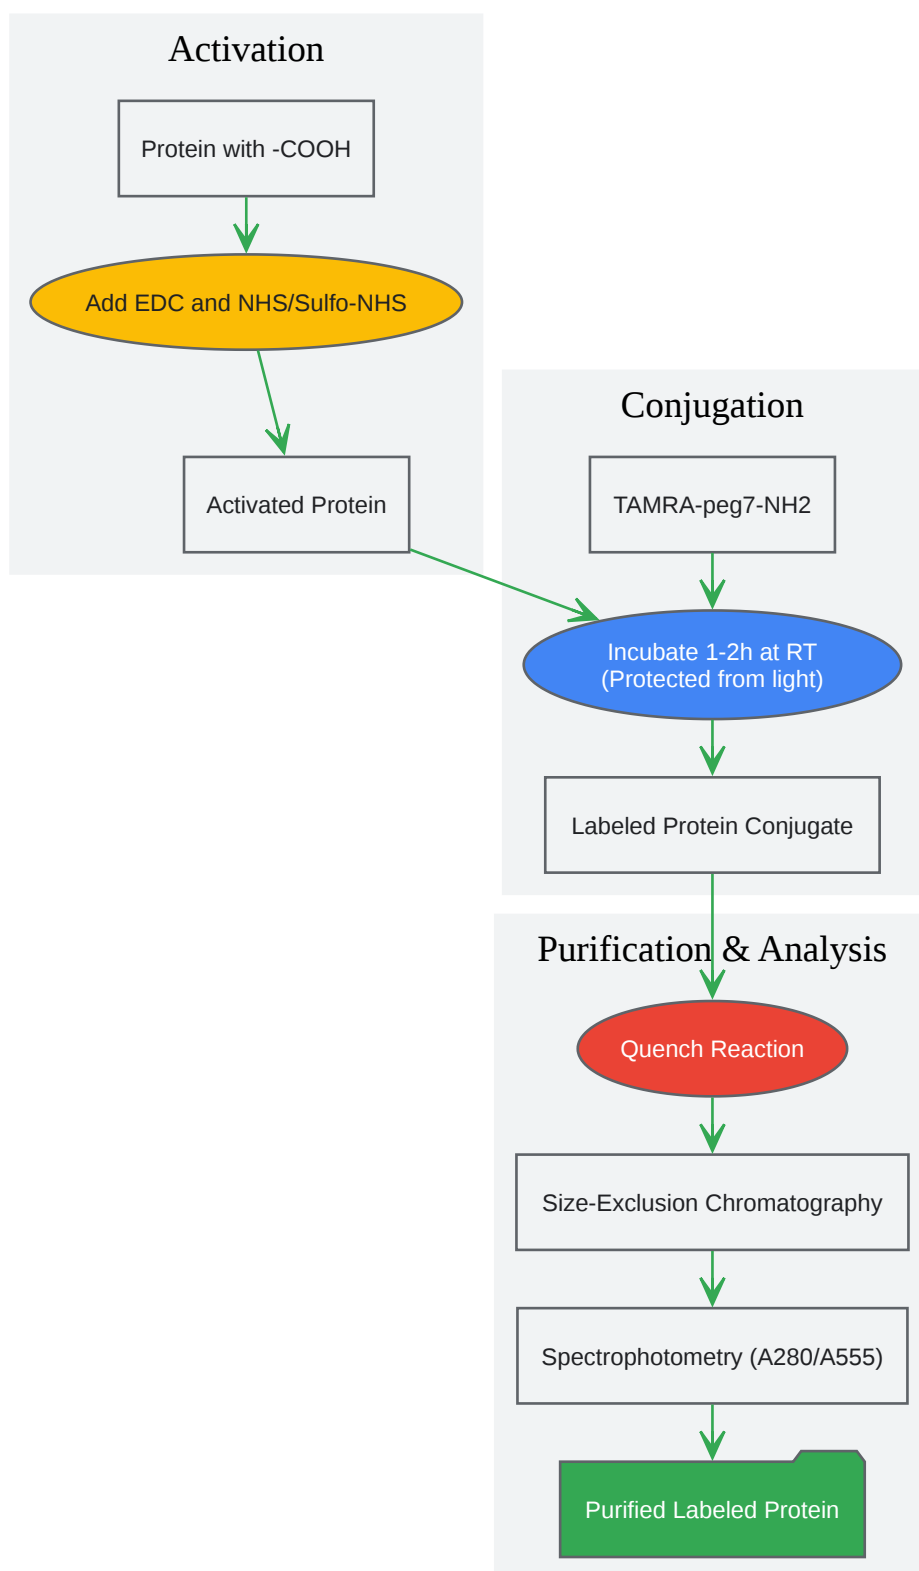 Activation
Protein with -COOH
Add EDC and NHS/Sulfo-NHS
Activated Protein
Conjugation
TAMRA-peg7-NH2
Incubate 1-2h at RT
(Protected from light)
Labeled Protein Conjugate
Purification & Analysis
Quench Reaction
Size-Exclusion Chromatography
Spectrophotometry (A280/A555)
Purified Labeled Protein